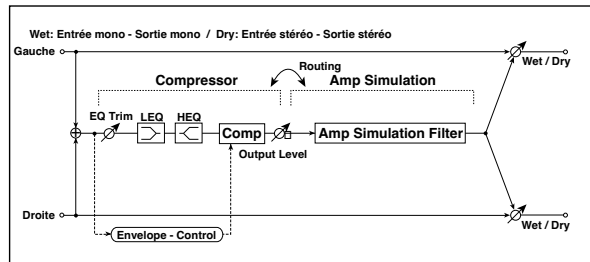 Wet: Entrée mono - Sortie mono / Dry: Entrée stéréo - Sortie stéréo
Gauche
Wet / Dry
Routing
Compressor
Amp Simulation
EQ Trim
LEQ
HEQ
Comp
Output Level
Amp Simulation Filter
Droite
Wet / Dry
Envelope - Control